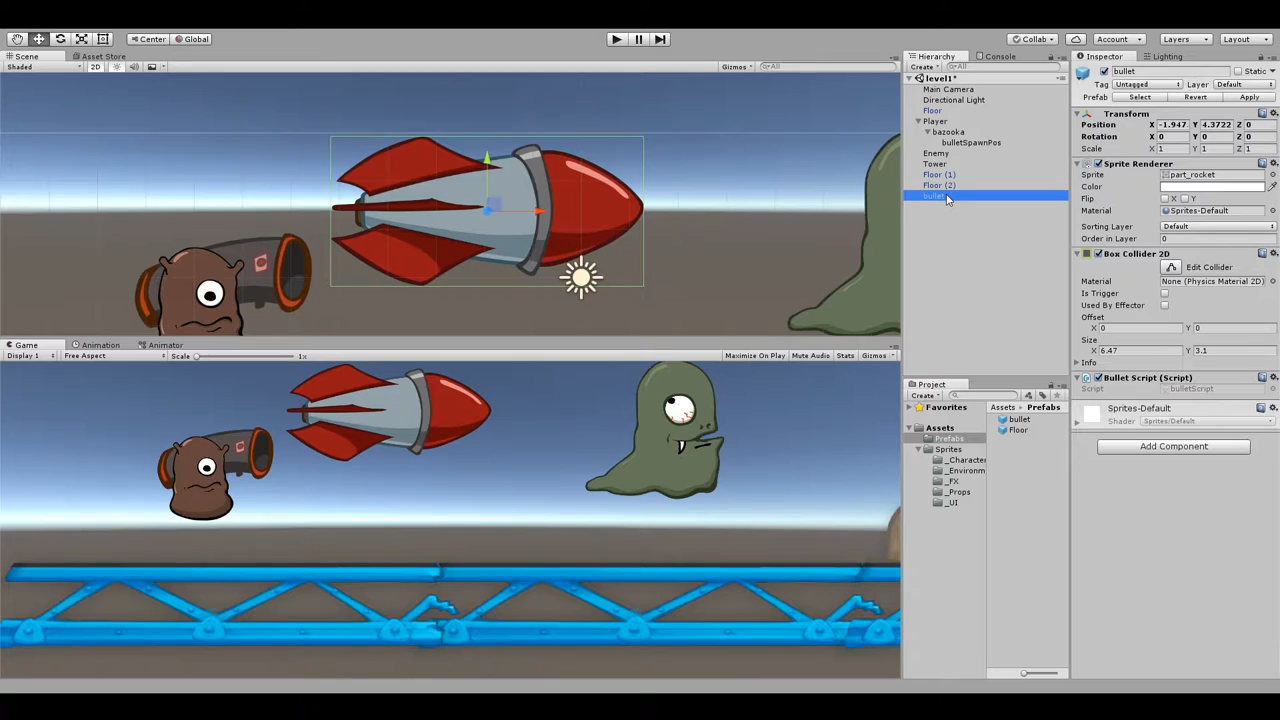 Center Global Collab Account Layers Layout
Scene Asset Store Hierarchy Console Inspector Lighting
Shaded 2D Gizmos All Create All bullet Static
level1* Tag Untagged Layer Default
Main Camera Prefab Select Revert Apply
Directional Light Transform
Floor Position X -1.947 Y 4.3722 Z 0
Player Rotation X 0 Y 0 Z 0
bazooka Scale X 1 Y 1 Z 1
bulletSpawnPos Sprite Renderer
Enemy Sprite part_rocket
Tower Color
Floor (1) Flip X Y
Floor (2) Material Sprites-Default
bullet Sorting Layer Default
Order in Layer 0
Box Collider 2D
Edit Collider
Material None (Physics Material 2D)
Is Trigger
Used By Effector
Offset
X 0 Y 0
Size
X 6.47 Y 3.1
Info
Game Animation Animator
Display 1 Free Aspect Scale 1x Maximize On Play Mute Audio Stats Gizmos
Bullet Script (Script)
Script bulletScript
Sprites-Default
Shader Sprites/Default
Add Component
Project
Create
Favorites
Assets
Prefabs
Sprites
_Character
_Environm
_FX
_Props
_UI
Assets Prefabs
bullet
Floor